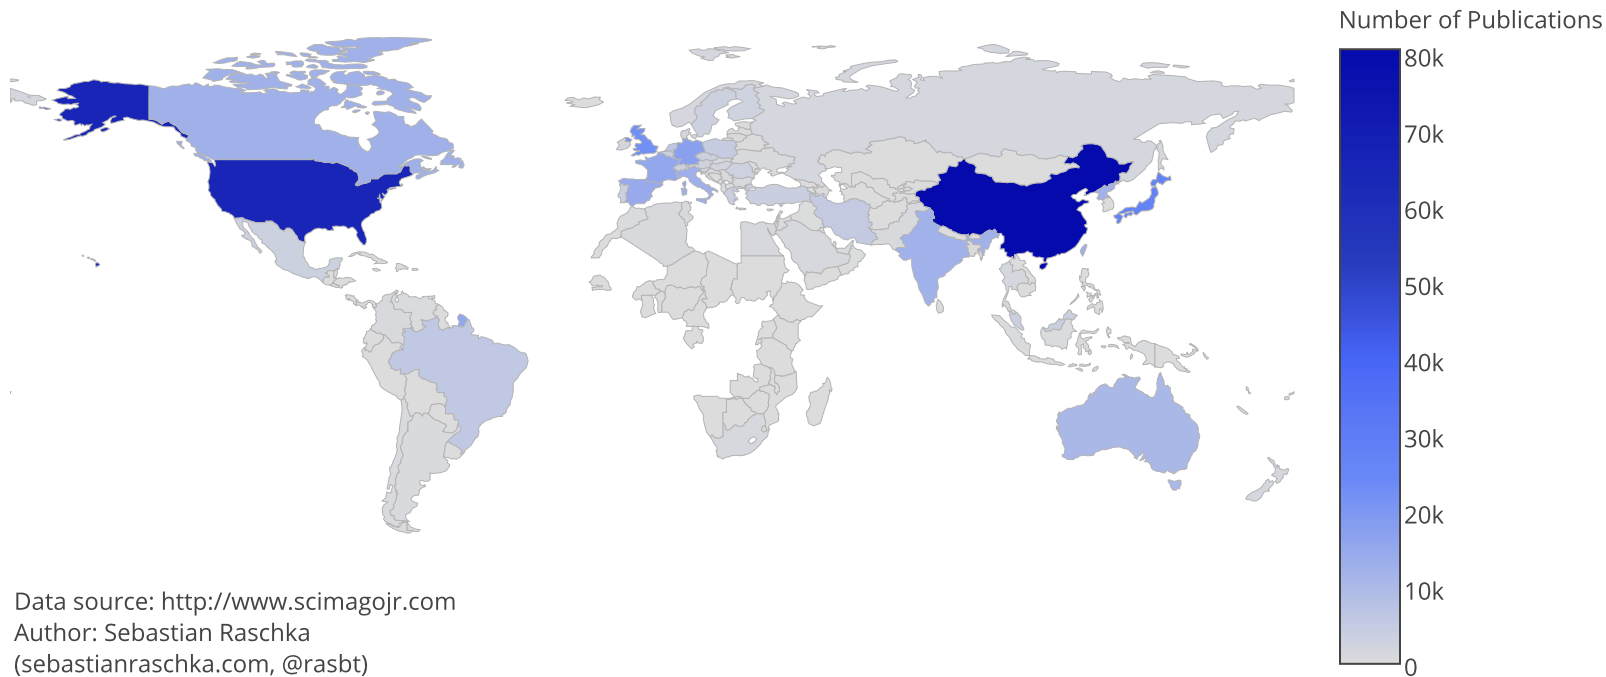 Number of Publications
80k
70k
60k
50k
40k
30k
20k
10k
0
Data source: http://www.scimagojr.com
Author: Sebastian Raschka
(sebastianraschka.com, @rasbt)